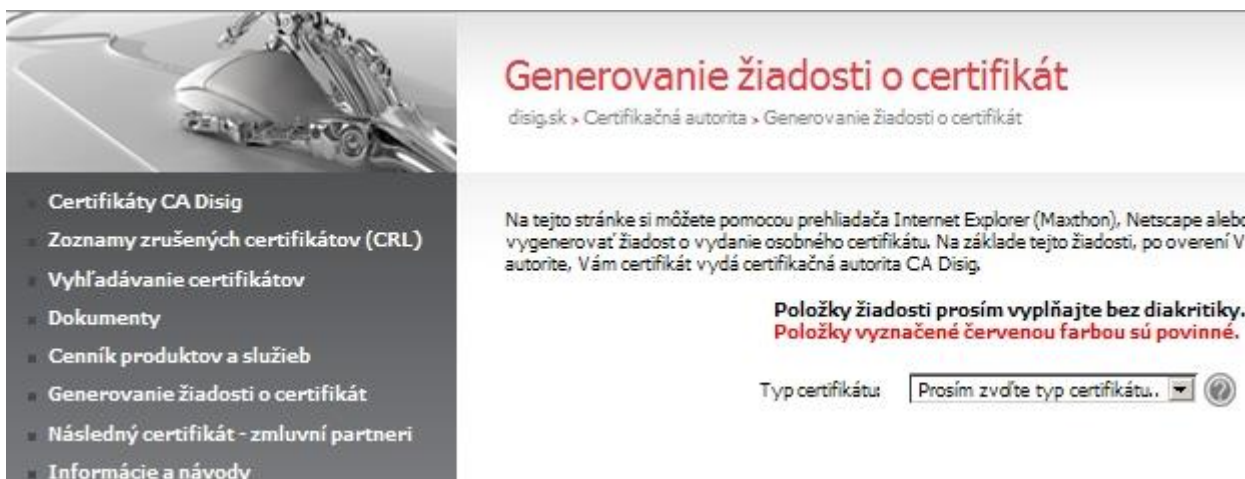 Generovanie žiadosti o certifikát
disig.sk > Certifikačná autorita > Generovanie žiadosti o certifikát
Certifikáty CA Disig
Zoznamy zrušených certifikátov (CRL)
Vyhľadávanie certifikátov
Dokumenty
Cenník produktov a služieb
Generovanie žiadosti o certifikát
Následný certifikát - zmluvní partneri
Informácie a návody
Na tejto stránke si môžete pomocou prehliadača Internet Explorer (Maxthon), Netscape alebo
vygenerovať žiadost o vydanie osobného certifikátu. Na základe tejto žiadosti, po overení V
autorite, Vám certifikát vydá certifikačná autorita CA Disig.
Položky žiadosti prosím vyplňajte bez diakritiky.
Položky vyznačené červenou farbou sú povinné.
Typ certifikátu: Prosím zvoľte typ certifikátu..